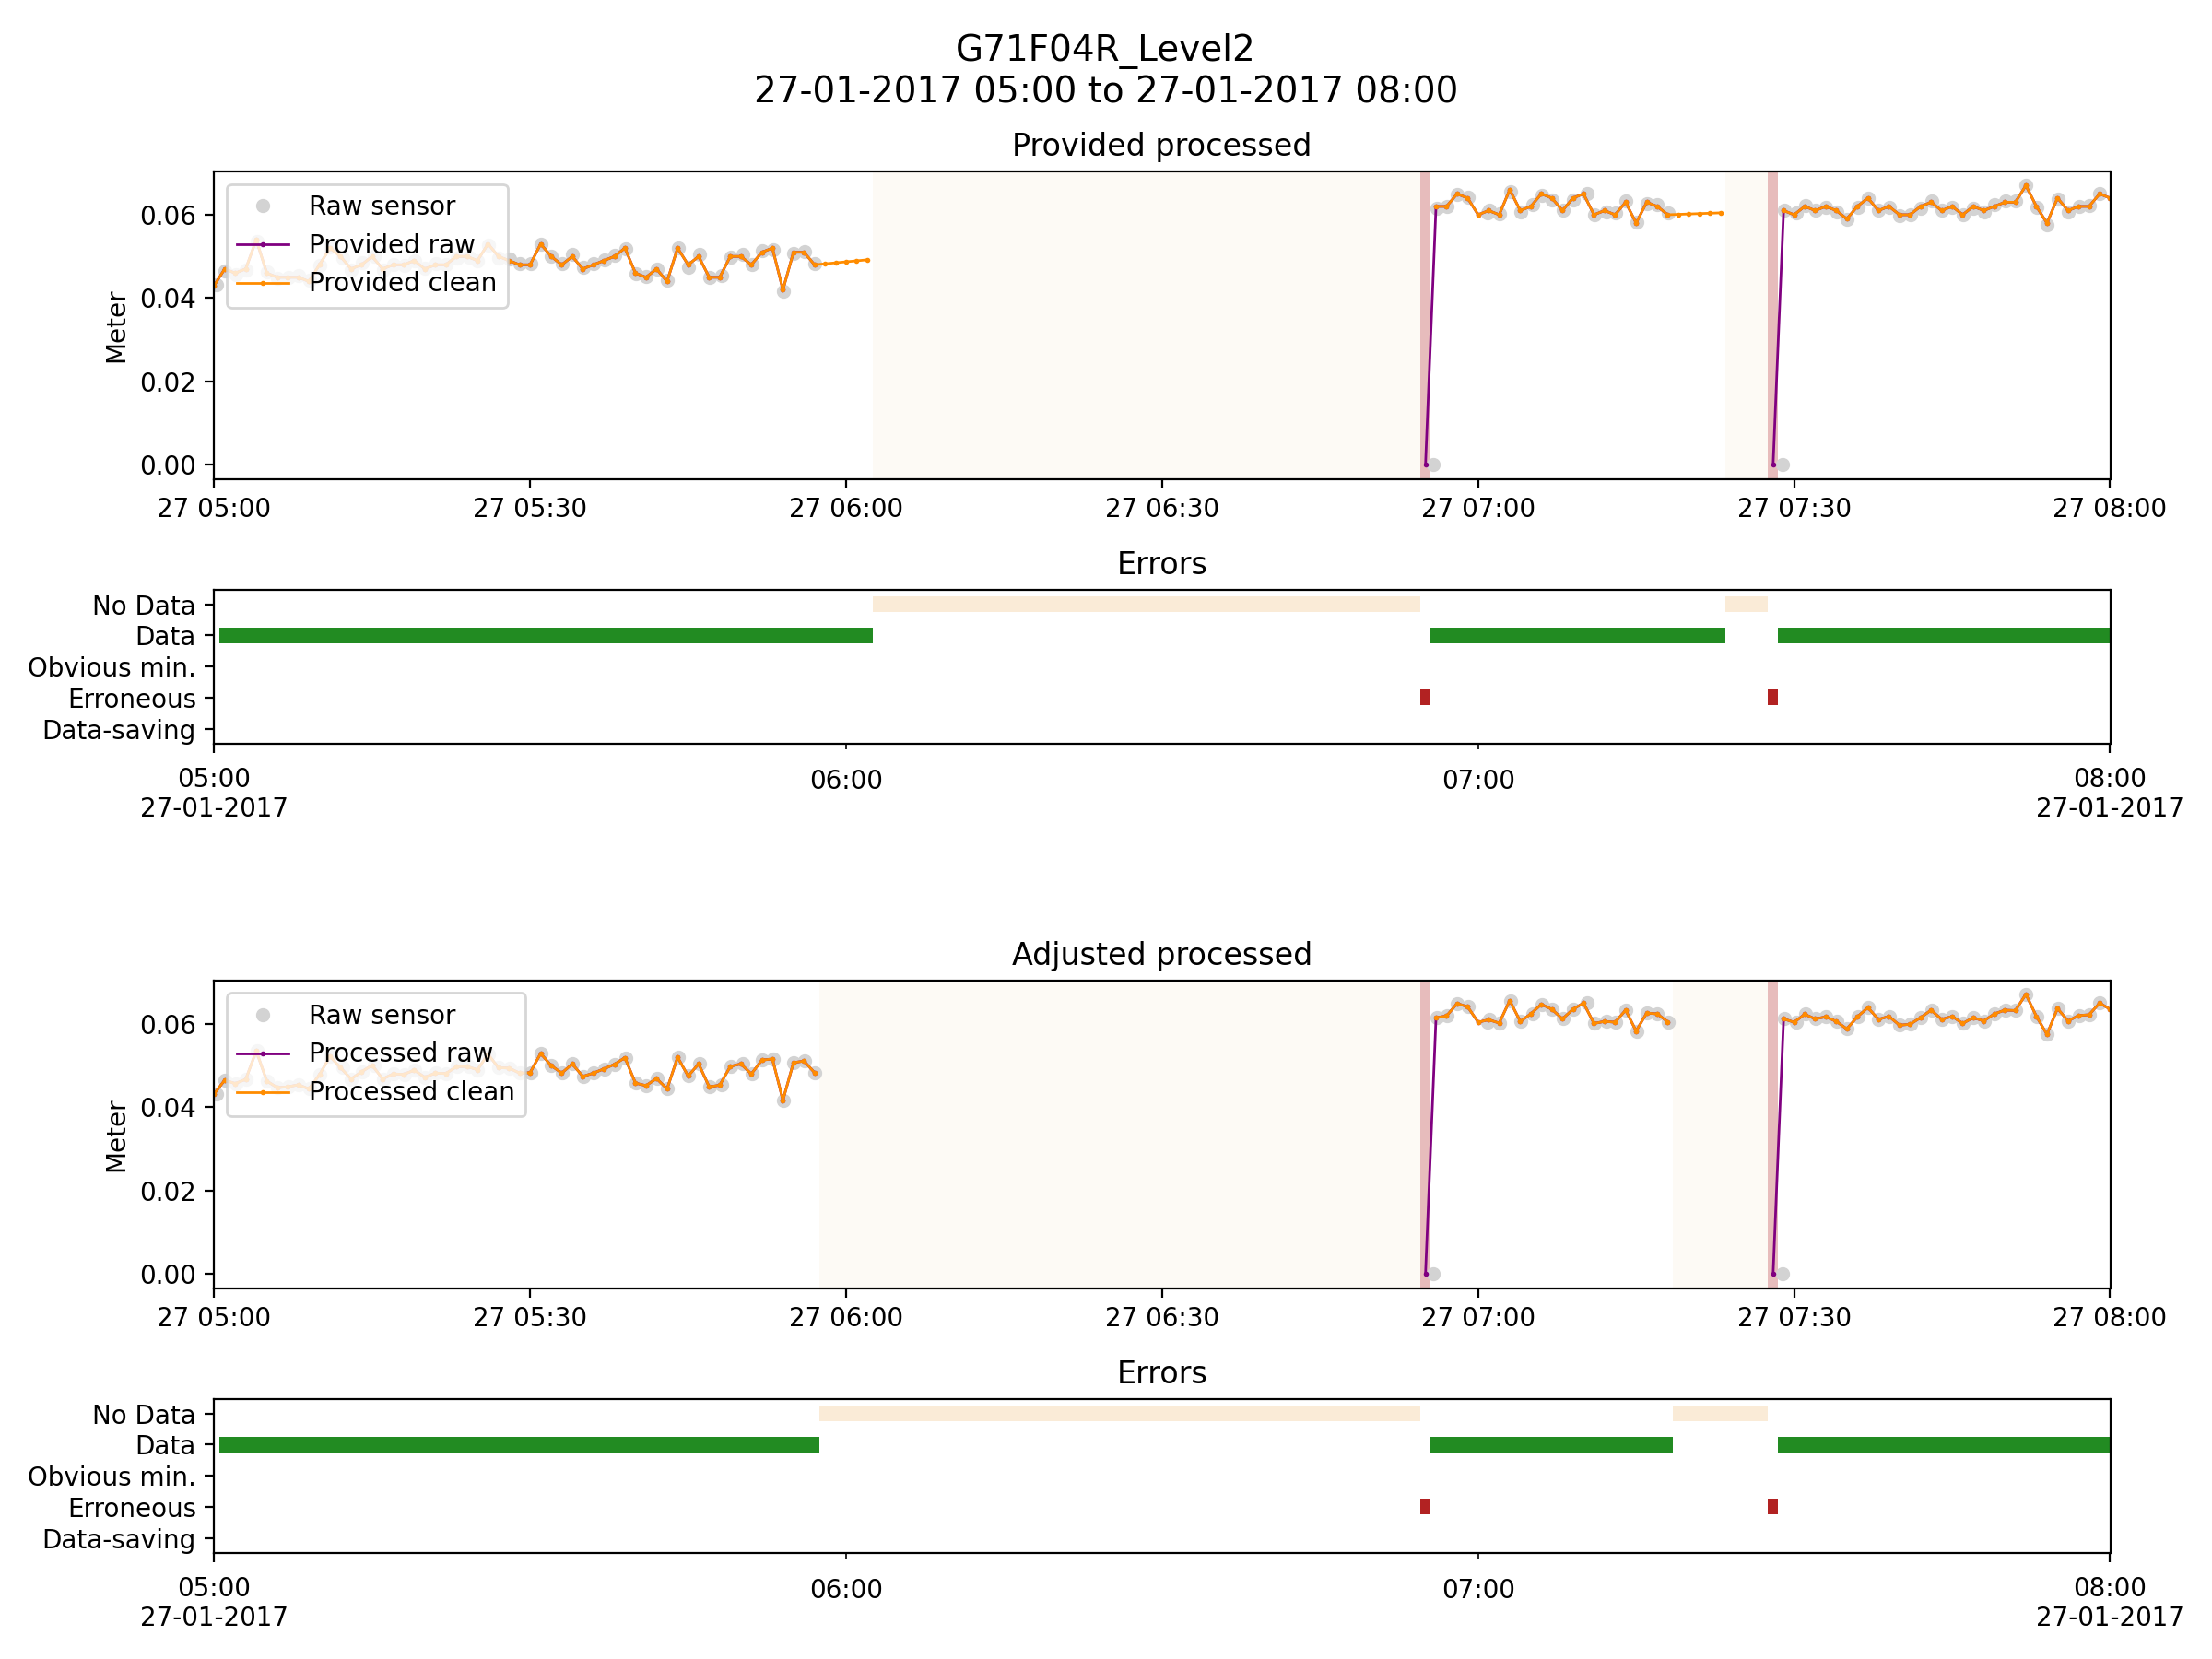 G71F04R_Level2
27-01-2017 05:00 to 27-01-2017 08:00
Provided processed
Raw sensor
Provided raw
Provided clean
Meter
0.06
0.04
0.02
0.00
27 05:00 27 05:30 27 06:00 27 06:30 27 07:00 27 07:30 27 08:00
Errors
No Data
Data
Obvious min.
Erroneous
Data-saving
05:00 06:00 07:00 08:00
27-01-2017 27-01-2017
Adjusted processed
Raw sensor
Processed raw
Processed clean
Meter
0.06
0.04
0.02
0.00
27 05:00 27 05:30 27 06:00 27 06:30 27 07:00 27 07:30 27 08:00
Errors
No Data
Data
Obvious min.
Erroneous
Data-saving
05:00 06:00 07:00 08:00
27-01-2017 27-01-2017